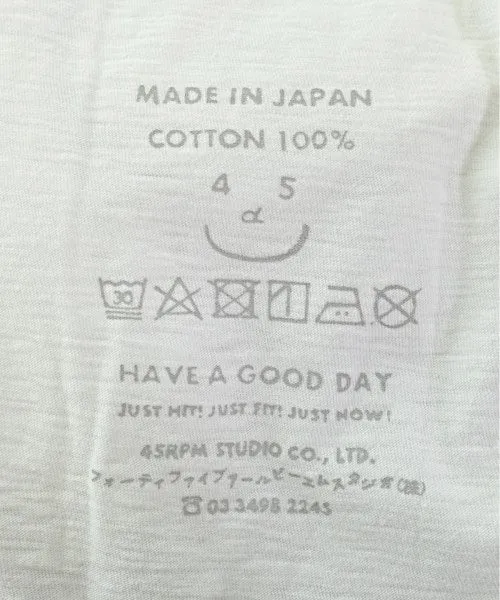 MADE IN JAPAN
COTTON 100%
4 5
α
30
HAVE A GOOD DAY
JUST HIT! JUST FIT! JUST NOW!
45RPM STUDIO CO., LTD.
フォーティファイブアールピーエムスタジオ(株)
☎03 3498 2245